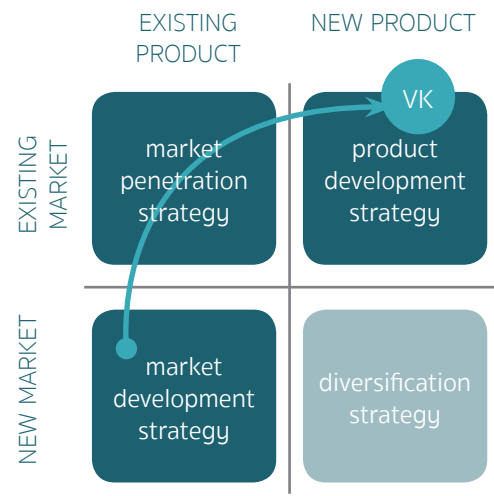 EXISTING
PRODUCT
NEW PRODUCT
VK
EXISTING
MARKET
market
penetration
strategy
product
development
strategy
NEW MARKET
market
development
strategy
diversification
strategy